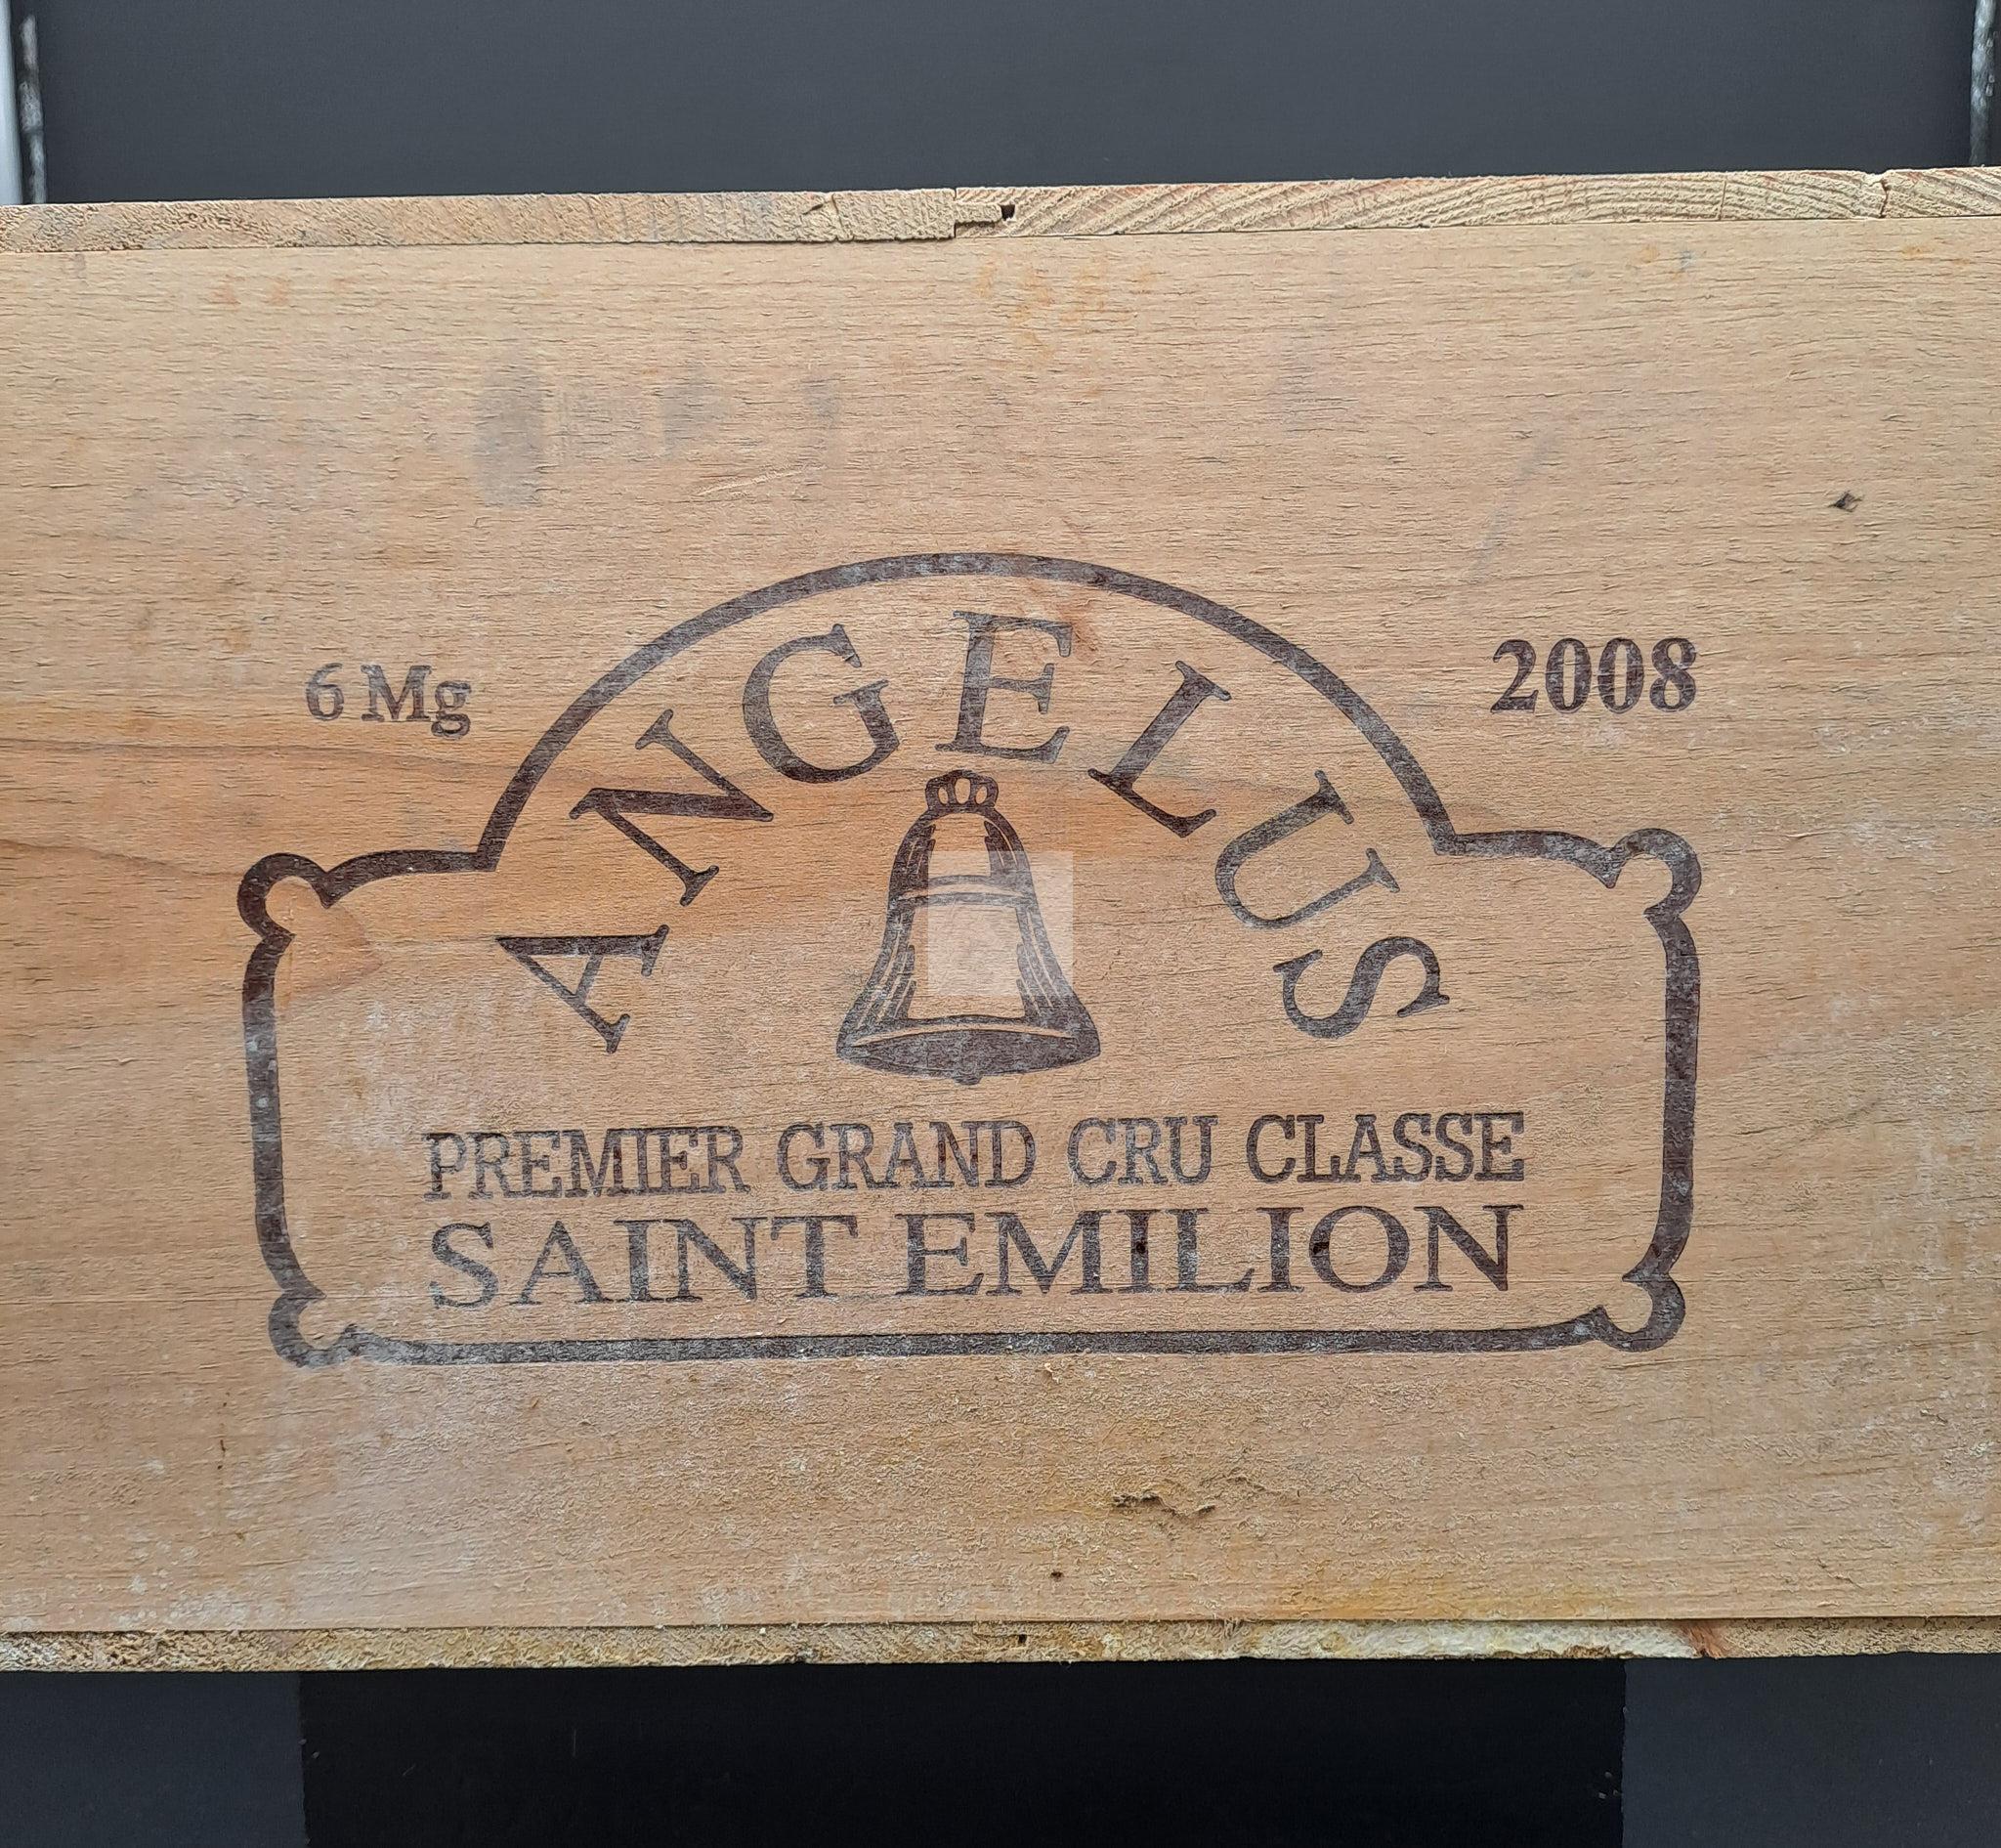 6 Mg
2008
ANGELUS
PREMIER GRAND CRU CLASSE
SAINT EMILION